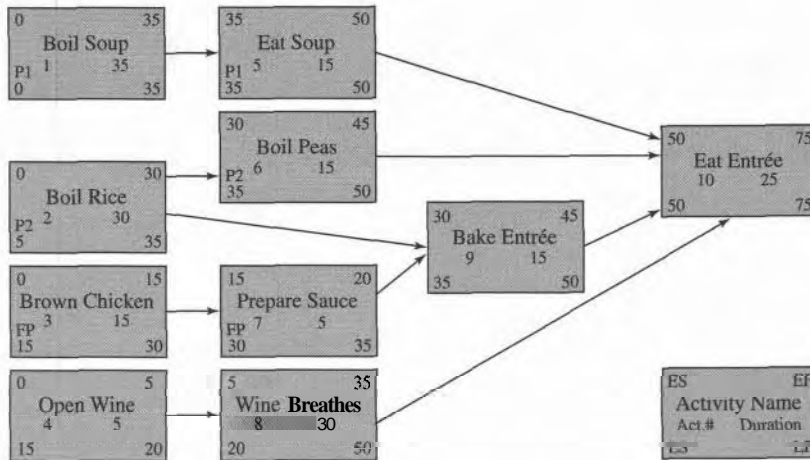 0 35
Boil Soup
P1 1 35
0 35
35 50
Eat Soup
P1 5 15
35 50
30 45
Boil Peas
P2 6 15
35 50
0 30
Boil Rice
P2 2 30
5 35
50 75
Eat Entrée
10 25
50 75
30 45
Bake Entrée
9 15
35 50
0 15
Brown Chicken
FP 3 15
15 30
15 20
Prepare Sauce
FP 7 5
30 35
0 5
Open Wine
4 5
15 20
5 35
Wine Breathes
8 30
20 50
ES EF
Activity Name
Act.# Duration